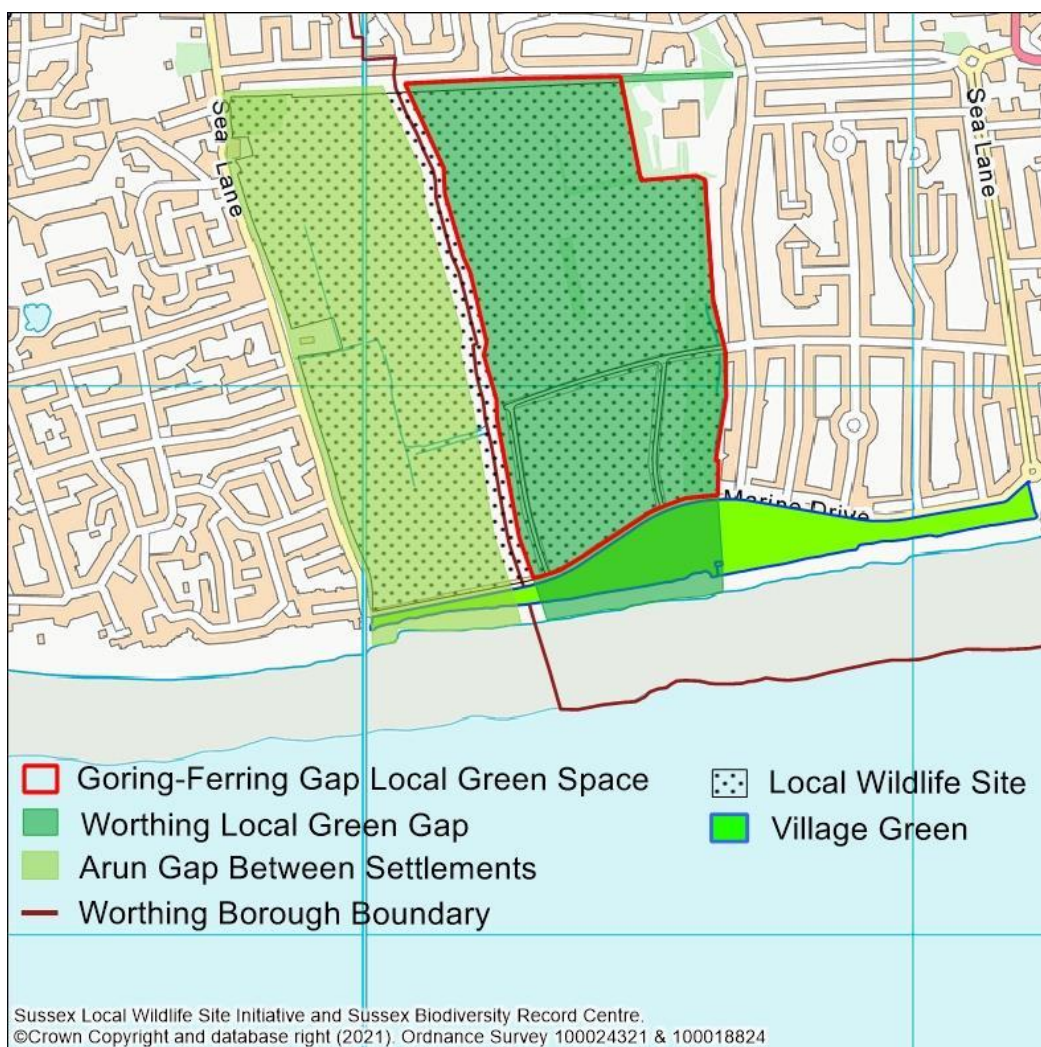 Sea Lane
Sea Lane
Marine Drive
Goring-Ferring Gap Local Green Space
Worthing Local Green Gap
Arun Gap Between Settlements
Worthing Borough Boundary
Local Wildlife Site
Village Green
Sussex Local Wildlife Site Initiative and Sussex Biodiversity Record Centre.
©Crown Copyright and database right (2021). Ordnance Survey 100024321 & 100018824